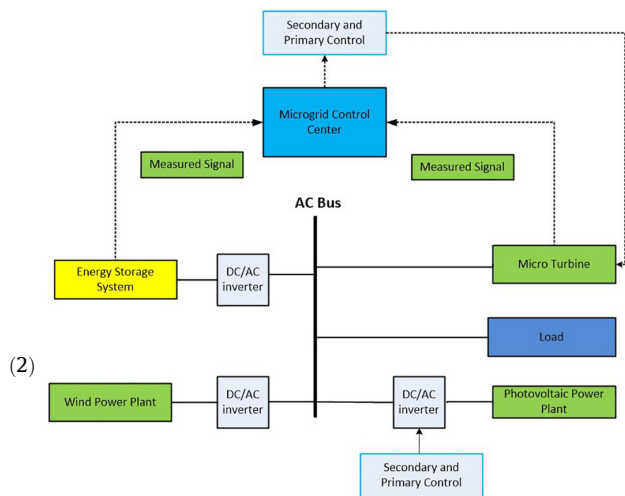 Secondary and
Primary Control
Microgrid Control
Center
Measured Signal
Measured Signal
AC Bus
Energy Storage
System
DC/AC
inverter
Micro Turbine
Load
(2)
Wind Power Plant
DC/AC
inverter
DC/AC
inverter
Photovoltaic Power
Plant
Secondary and
Primary Control